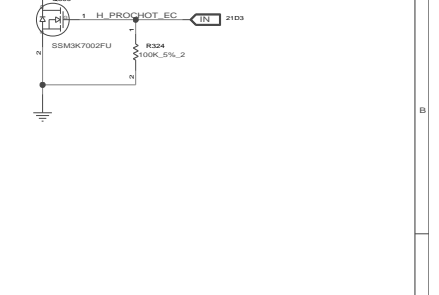 1 H_PROCHOT_EC IN 21D3
1
SSM3K7002FU R324
2 100K_5%_2
2
B